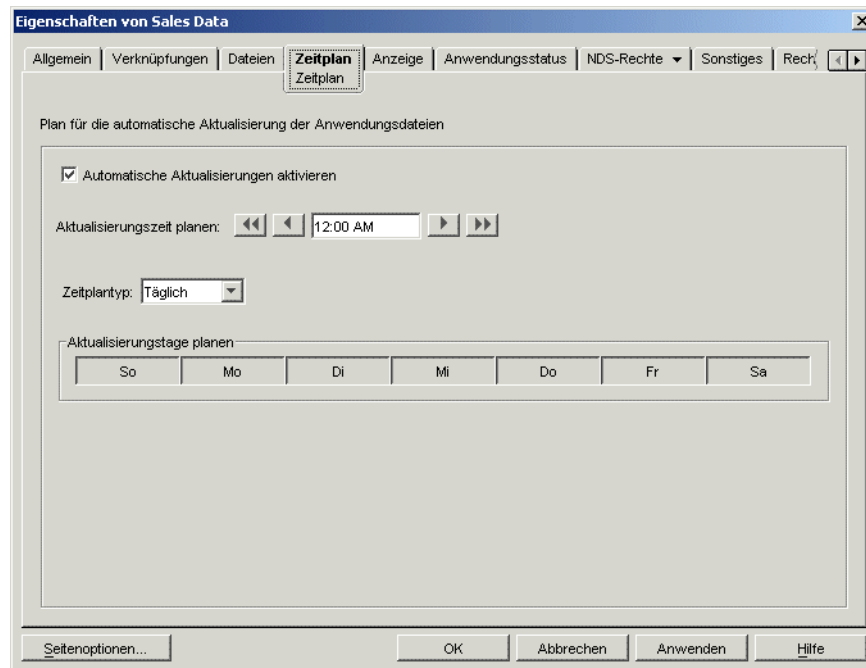 Eigenschaften von Sales Data
Allgemein Verknüpfungen Dateien Zeitplan Anzeige Anwendungsstatus NDS-Rechte Sonstiges Rech
Zeitplan
Plan für die automatische Aktualisierung der Anwendungsdateien
Automatische Aktualisierungen aktivieren
Aktualisierungszeit planen: 12:00 AM
Zeitplantyp: Täglich
Aktualisierungstage planen
So Mo Di Mi Do Fr Sa
Seitenoptionen... OK Abbrechen Anwenden Hilfe